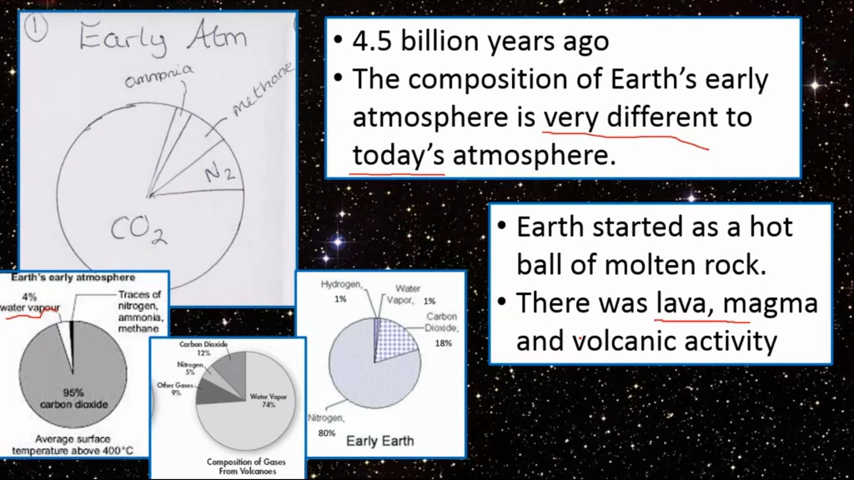 ① Early Atm
ammonia
methane
N2
CO2
• 4.5 billion years ago
• The composition of Earth's early
atmosphere is very different to
today's atmosphere.
• Earth started as a hot
ball of molten rock.
• There was lava, magma
and volcanic activity
Earth's early atmosphere
4%
water vapour
Traces of
nitrogen,
ammonia,
methane
95%
carbon dioxide
Average surface
temperature above 400°C
Carbon Dioxide
12%
Nitrogen
5%
Other Gases
9%
Water Vapor
74%
Composition of Gases
From Volcanoes
Hydrogen,
1%
Water
Vapor, 1%
Carbon
Dioxide,
18%
Nitrogen,
80%
Early Earth